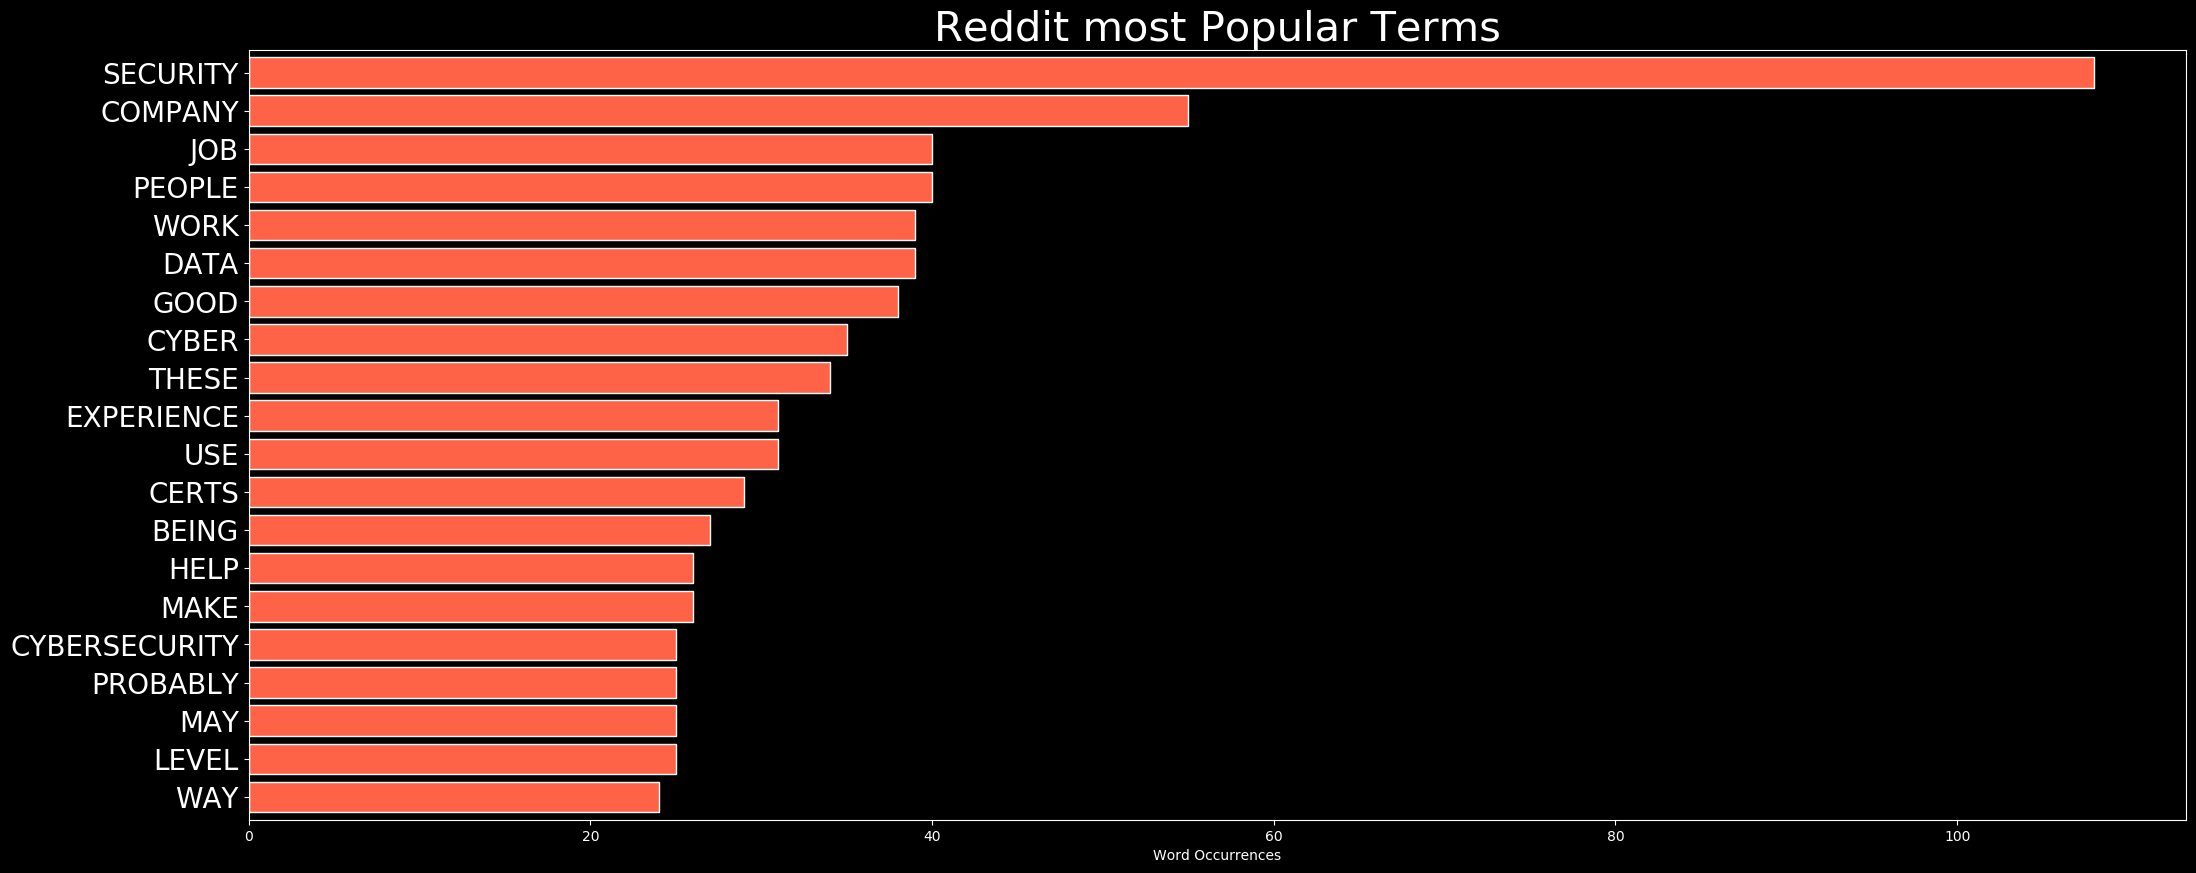 Reddit most Popular Terms
SECURITY
COMPANY
JOB
PEOPLE
WORK
DATA
GOOD
CYBER
THESE
EXPERIENCE
USE
CERTS
BEING
HELP
MAKE
CYBERSECURITY
PROBABLY
MAY
LEVEL
WAY
0 20 40 60 80 100
Word Occurrences